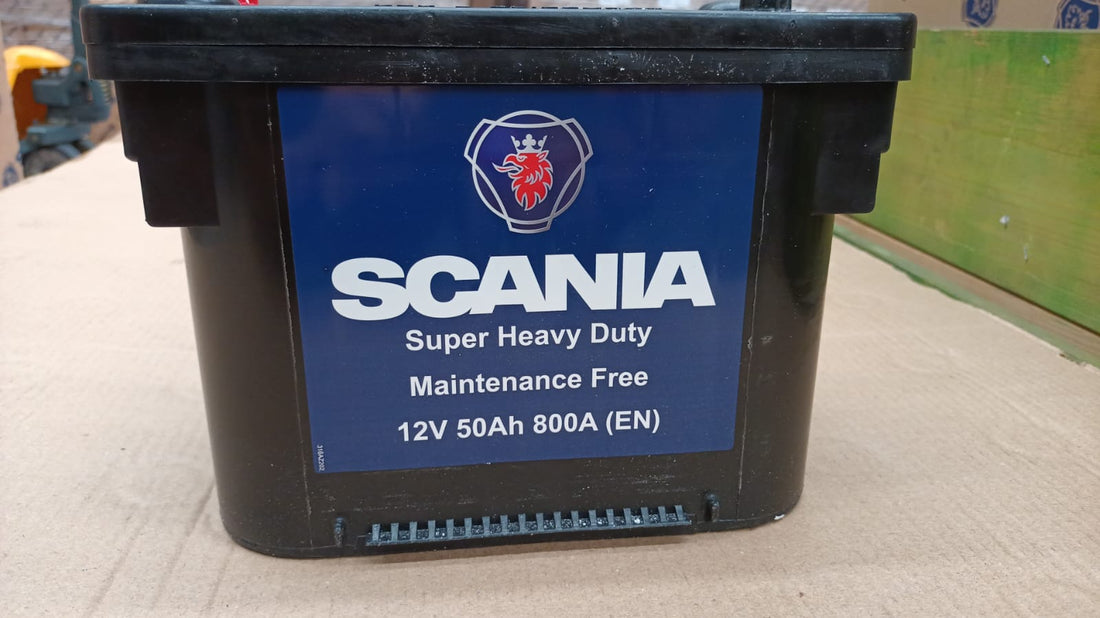 SCANIA
Super Heavy Duty
Maintenance Free
12V 50Ah 800A (EN)